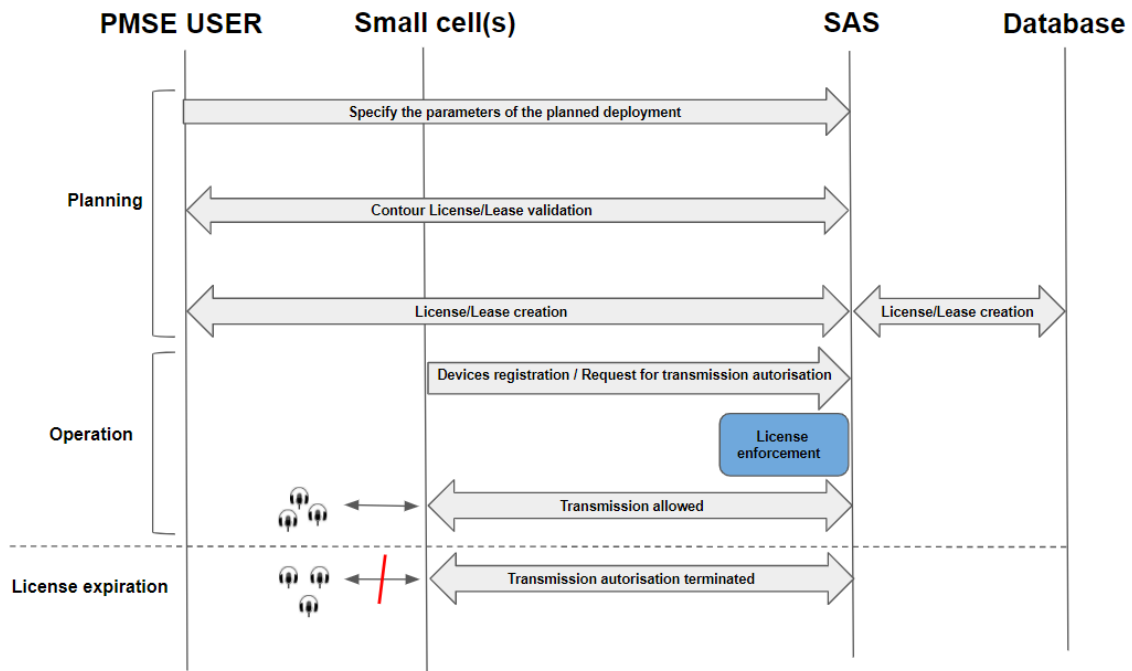 PMSE USER
Small cell(s)
SAS
Database
Specify the parameters of the planned deployment
Planning
Contour License/Lease validation
License/Lease creation
License/Lease creation
Devices registration / Request for transmission autorisation
Operation
License
enforcement
Transmission allowed
License expiration
Transmission autorisation terminated